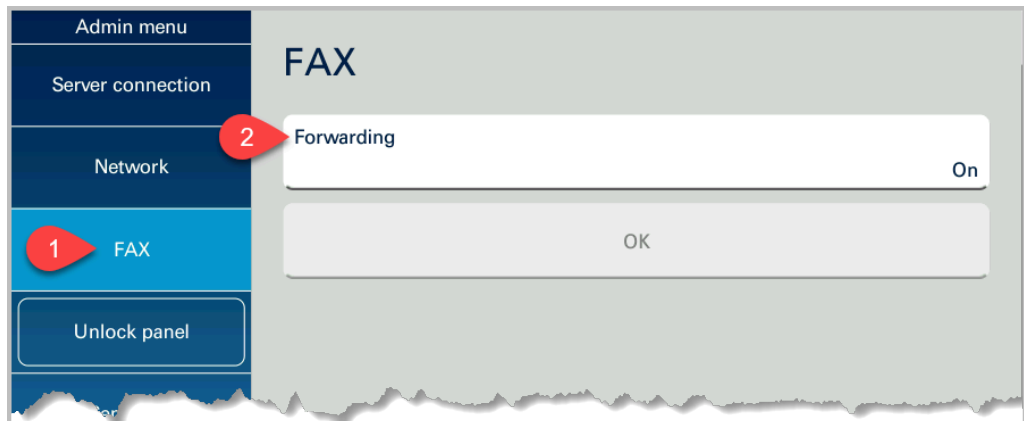 Admin menu
Server connection
Network
1
FAX
Unlock panel
FAX
2
Forwarding
On
OK